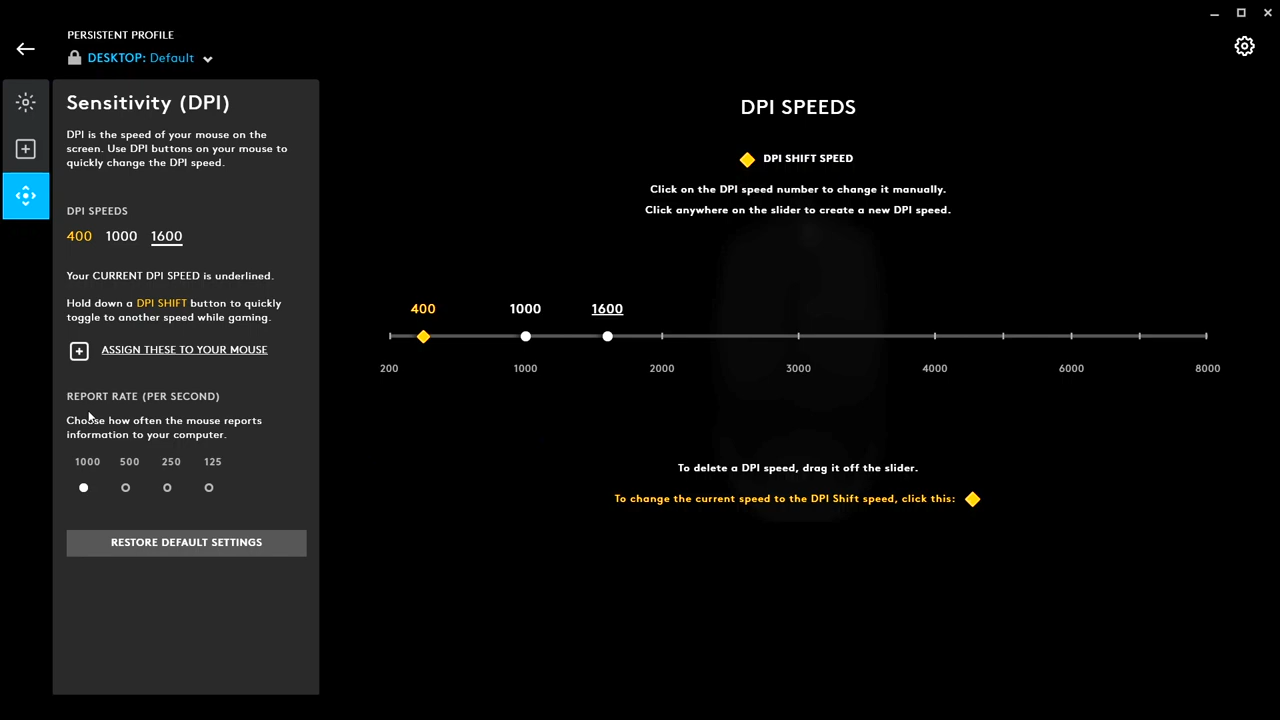 PERSISTENT PROFILE
DESKTOP: Default
Sensitivity (DPI)
DPI is the speed of your mouse on the
screen. Use DPI buttons on your mouse to
quickly change the DPI speed.
DPI SPEEDS
400 1000 1600
Your CURRENT DPI SPEED is underlined.
Hold down a DPI SHIFT button to quickly
toggle to another speed while gaming.
ASSIGN THESE TO YOUR MOUSE
REPORT RATE (PER SECOND)
Choose how often the mouse reports
information to your computer.
1000 500 250 125
RESTORE DEFAULT SETTINGS
DPI SPEEDS
DPI SHIFT SPEED
Click on the DPI speed number to change it manually.
Click anywhere on the slider to create a new DPI speed.
400 1000 1600
200 1000 2000 3000 4000 6000 8000
To delete a DPI speed, drag it off the slider.
To change the current speed to the DPI Shift speed, click this: